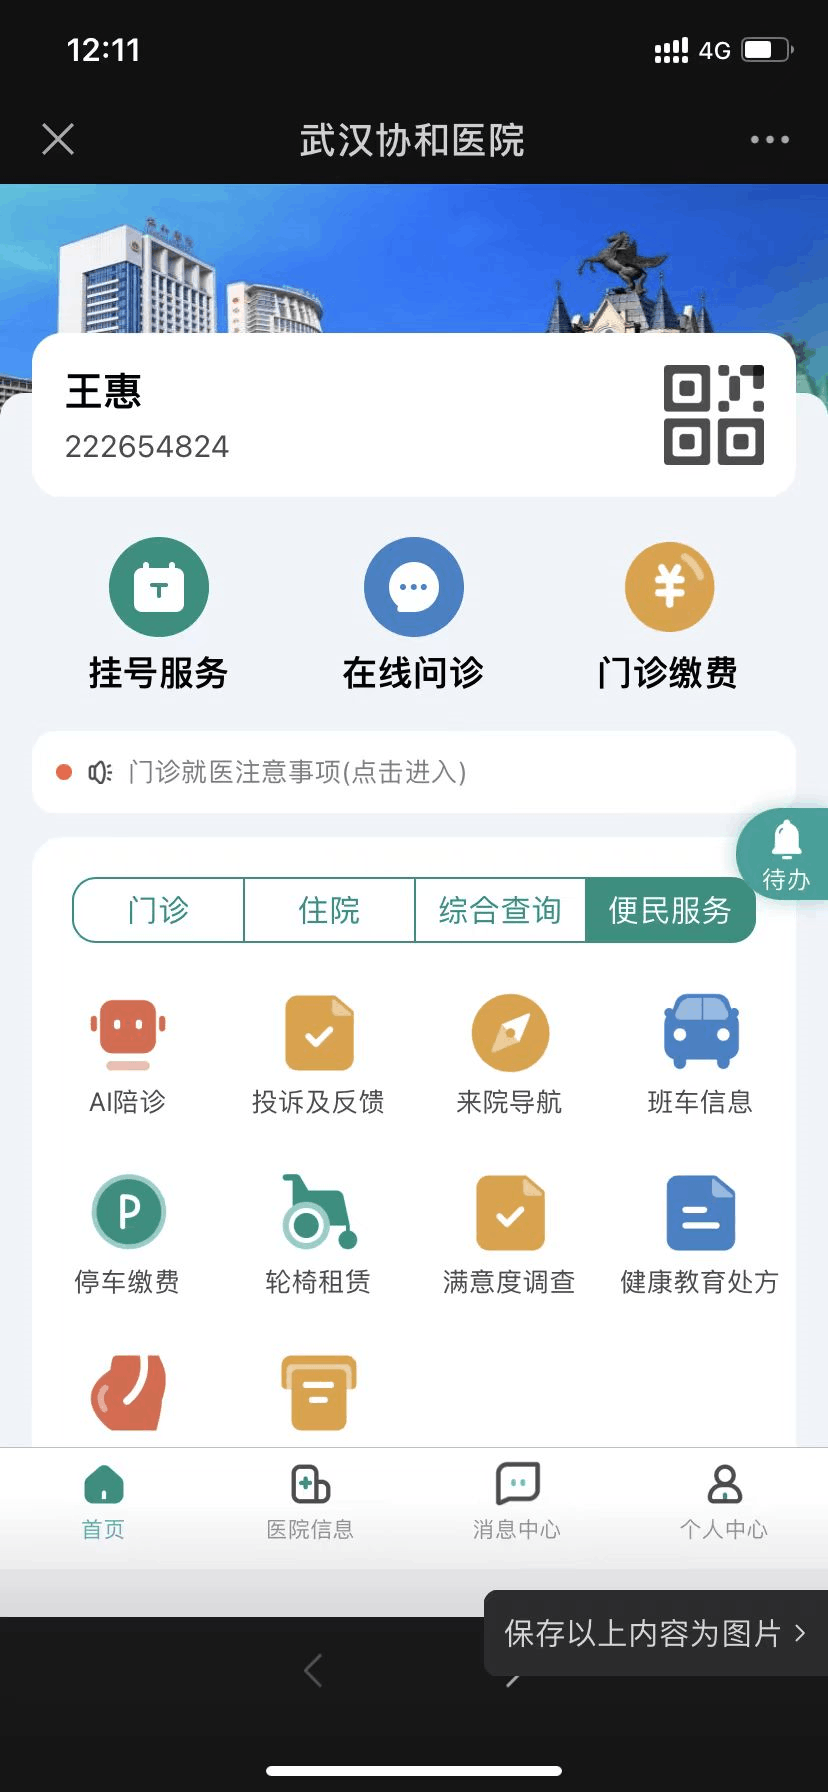 12:11
4G
武汉协和医院
协和医院
王惠
222654824
挂号服务
在线问诊
门诊缴费
门诊就医注意事项(点击进入)
待办
门诊
住院
综合查询
便民服务
AI陪诊
投诉及反馈
来院导航
班车信息
P
停车缴费
轮椅租赁
满意度调查
健康教育处方
首页
医院信息
消息中心
个人中心
保存以上内容为图片